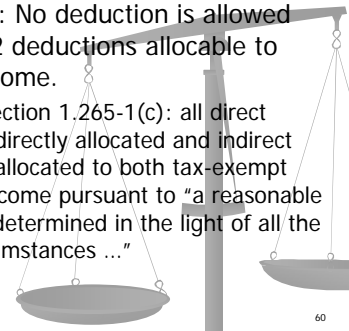 : No deduction is allowed
2 deductions allocable to
ome.
ection 1.265-1(c): all direct
directly allocated and indirect
allocated to both tax-exempt
come pursuant to “a reasonable
determined in the light of all the
mstances ...”
60